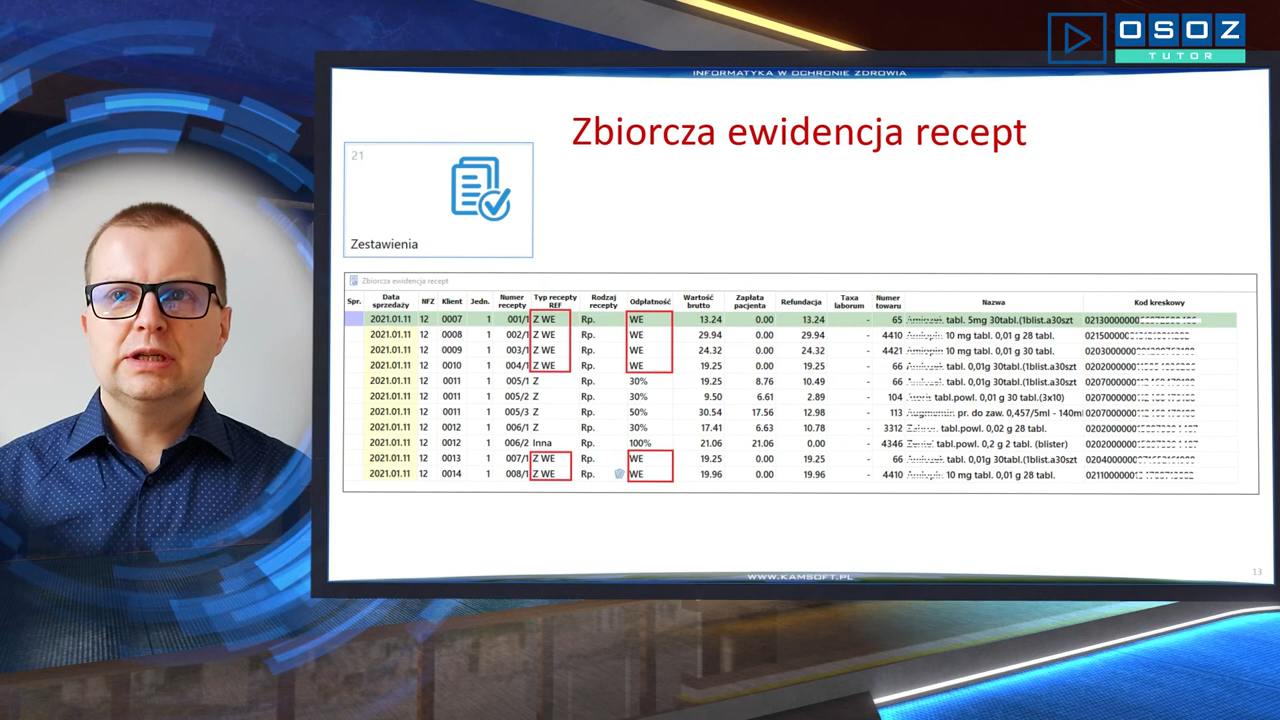 OSOZ
TUTOR
INFORMATYKA W OCHRONIE ZDROWIA
Zbiorcza ewidencja recept
21
Zestawienia
Zbiorcza ewidencja recept
Spr. Data sprzedaży NFZ Klient Jedn. Numer recepty Typ recepty REF Rodzaj recepty Odpłatność Wartość brutto Zapłata pacjenta Refundacja Taxa laborum Numer towaru Nazwa Kod kreskowy
2021.01.11 12 0007 1 001/1 Z WE Rp. WE 13.24 0.00 13.24 - 65 tabl. 5mg 30tabl.(1blist.a30szt 02130000000
2021.01.11 12 0008 1 002/1 Z WE Rp. WE 29.94 0.00 29.94 - 4410 10 mg tabl. 0,01 g 28 tabl. 021500000
2021.01.11 12 0009 1 003/1 Z WE Rp. WE 24.32 0.00 24.32 - 4421 10 mg tabl. 0,01 g 30 tabl. 0203000000
2021.01.11 12 0010 1 004/1 Z WE Rp. WE 19.25 0.00 19.25 - 66 tabl. 0,01g 30tabl.(1blist.a30szt 0202000000
2021.01.11 12 0011 1 005/1 Z Rp. 30% 19.25 8.76 10.49 - 66 tabl. 0,01g 30tabl.(1blist.a30szt 0207000000
2021.01.11 12 0011 1 005/2 Z Rp. 30% 9.50 6.61 2.89 - 104 tabl.powl. 0,01 g 30 tabl.(3x10) 0207000000
2021.01.11 12 0011 1 005/3 Z Rp. 50% 30.54 17.56 12.98 - 113 pr. do zaw. 0,457/5ml - 140ml 0207000000
2021.01.11 12 0012 1 006/1 Z Rp. 30% 17.41 6.63 10.78 - 3312 tabl.powl. 0,02 g 28 tabl. 0202000000
2021.01.11 12 0012 1 006/2 Inna Rp. 100% 21.06 21.06 0.00 - 4346 tabl.powl. 0,2 g 2 tabl. (blister) 0202000000
2021.01.11 12 0013 1 007/1 Z WE Rp. WE 19.25 0.00 19.25 - 66 tabl. 0,01g 30tabl.(1blist.a30szt 0204000000
2021.01.11 12 0014 1 008/1 Z WE Rp. WE 19.96 0.00 19.96 - 4410 10 mg tabl. 0,01 g 28 tabl. 0211000000
WWW.KAMSOFT.PL
13